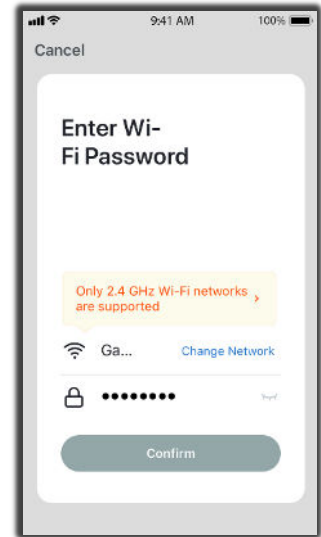 9:41 AM
100%
Cancel
Enter Wi-
Fi Password
Only 2.4 GHz Wi-Fi networks
are supported
Ga... Change Network
Confirm